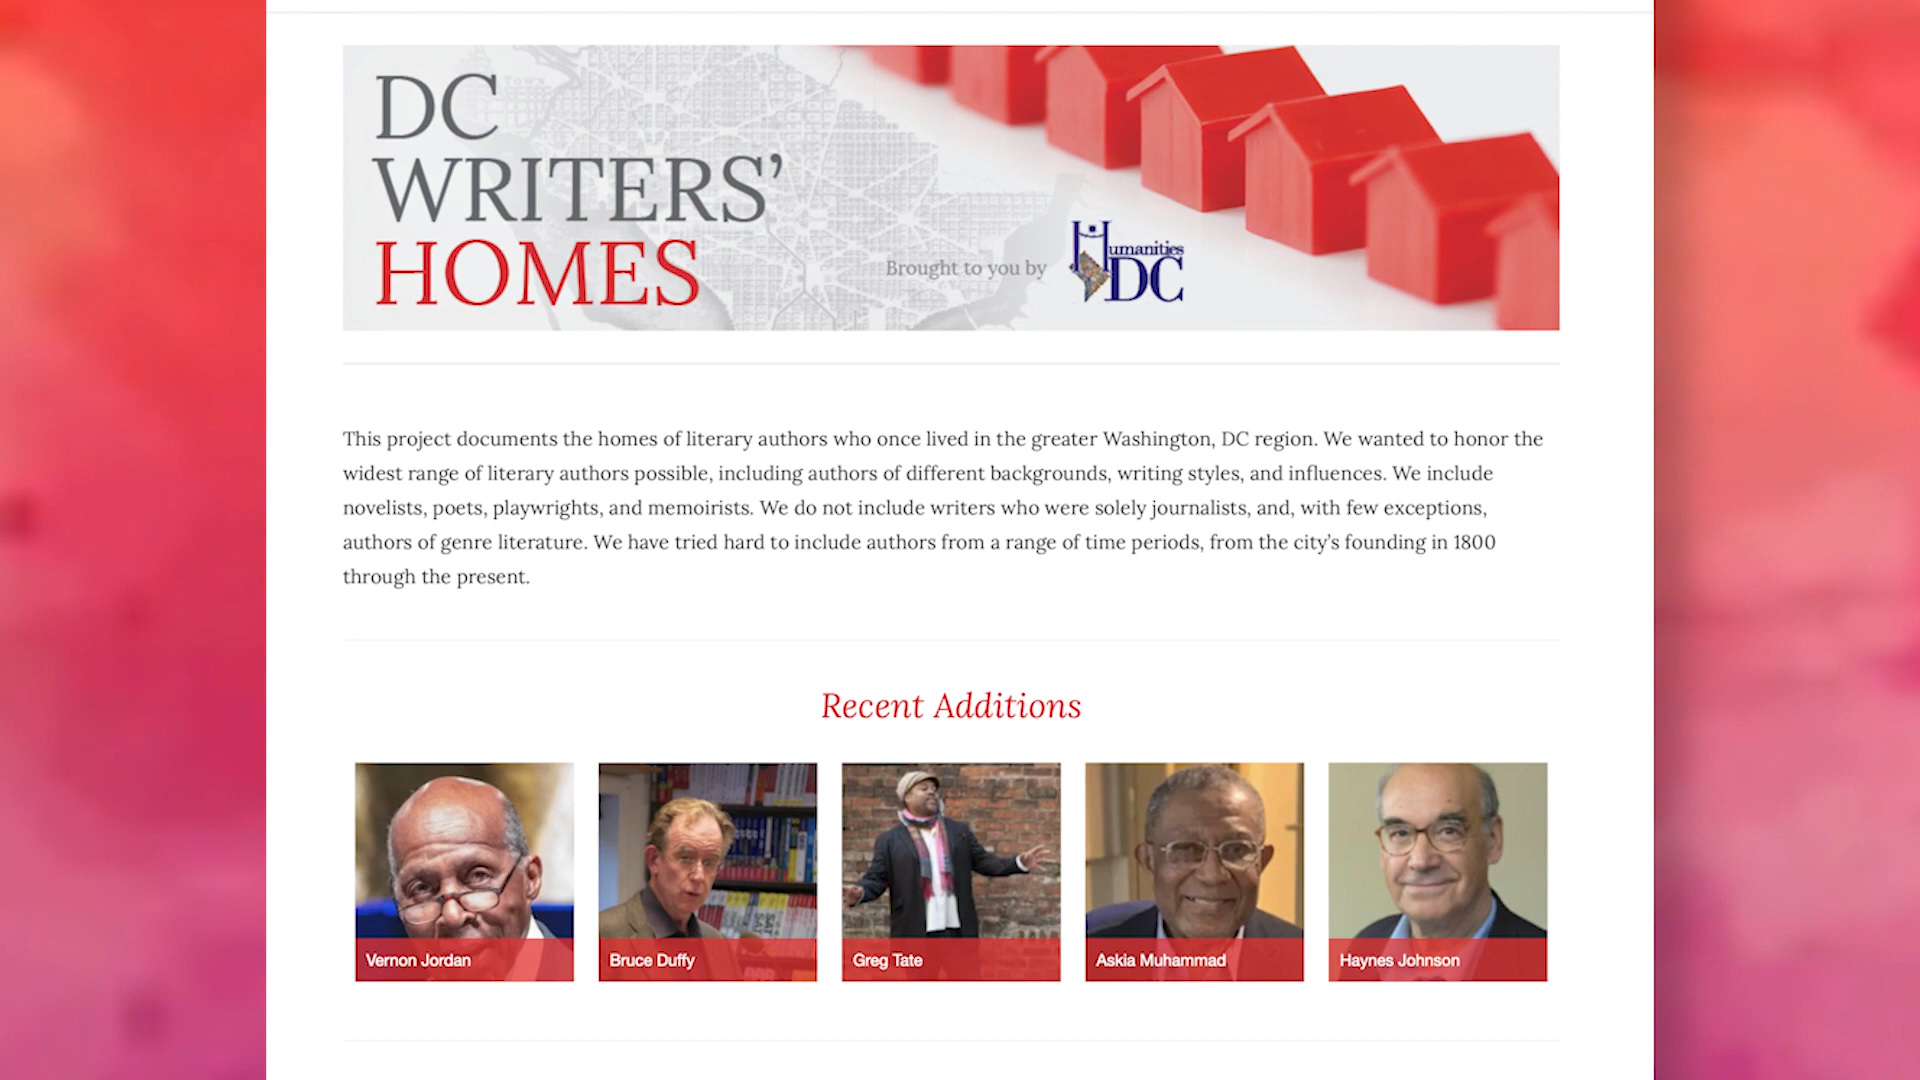 DC
WRITERS’
HOMES
Brought to you by
Humanities
DC
This project documents the homes of literary authors who once lived in the greater Washington, DC region. We wanted to honor the
widest range of literary authors possible, including authors of different backgrounds, writing styles, and influences. We include
novelists, poets, playwrights, and memoirists. We do not include writers who were solely journalists, and, with few exceptions,
authors of genre literature. We have tried hard to include authors from a range of time periods, from the city’s founding in 1800
through the present.
Recent Additions
Vernon Jordan
Bruce Duffy
Greg Tate
Askia Muhammad
Haynes Johnson